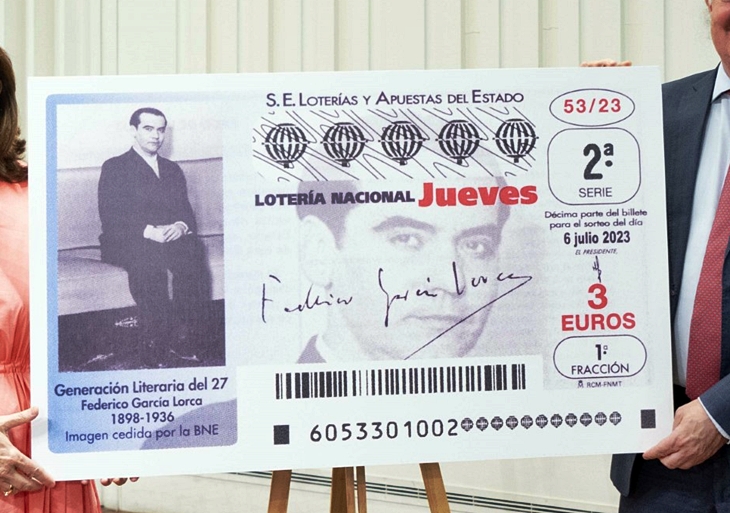 S. E. LOTERÍAS Y APUESTAS DEL ESTADO
LOTERÍA NACIONAL Jueves
Federico García Lorca
Generación Literaria del 27
Federico García Lorca
1898-1936
Imagen cedida por la BNE
6053301002
53/23
2ª
SERIE
Décima parte del billete
para el sorteo del día
6 julio 2023
EL PRESIDENTE,
3
EUROS
1ª
FRACCIÓN
RCM-FNMT